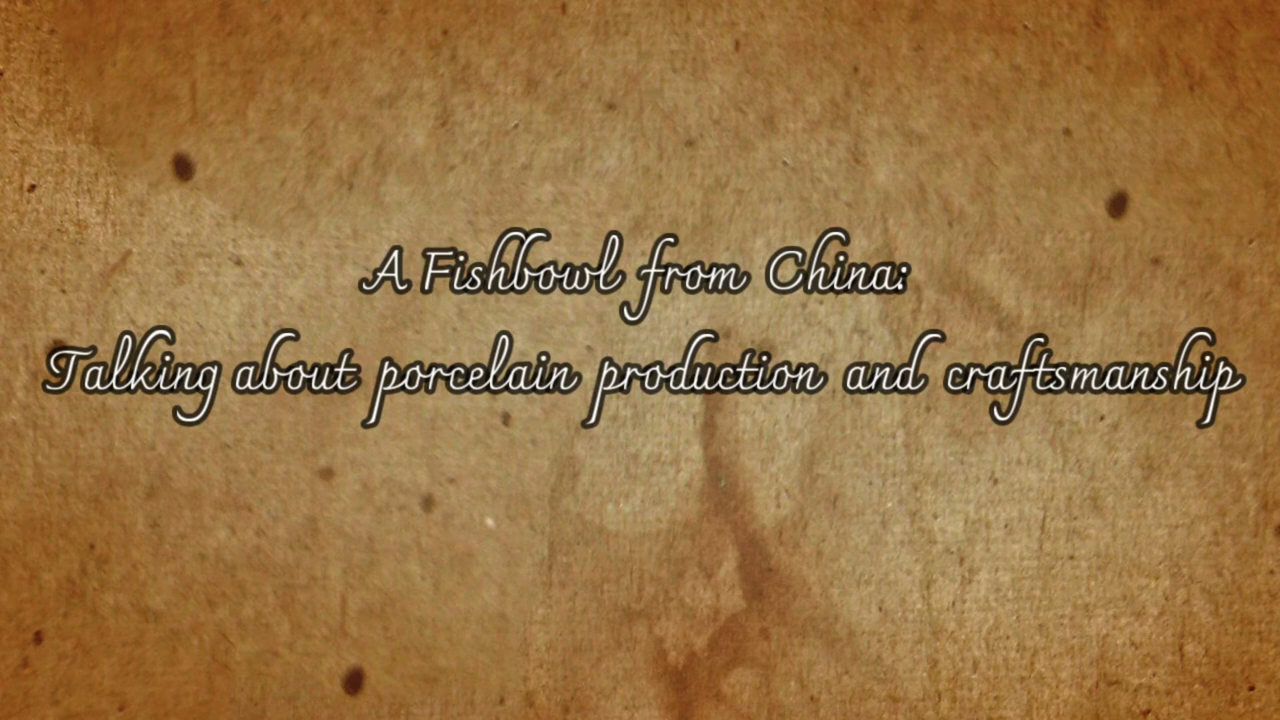 A Fishbowl from China:
Talking about porcelain production and craftsmanship